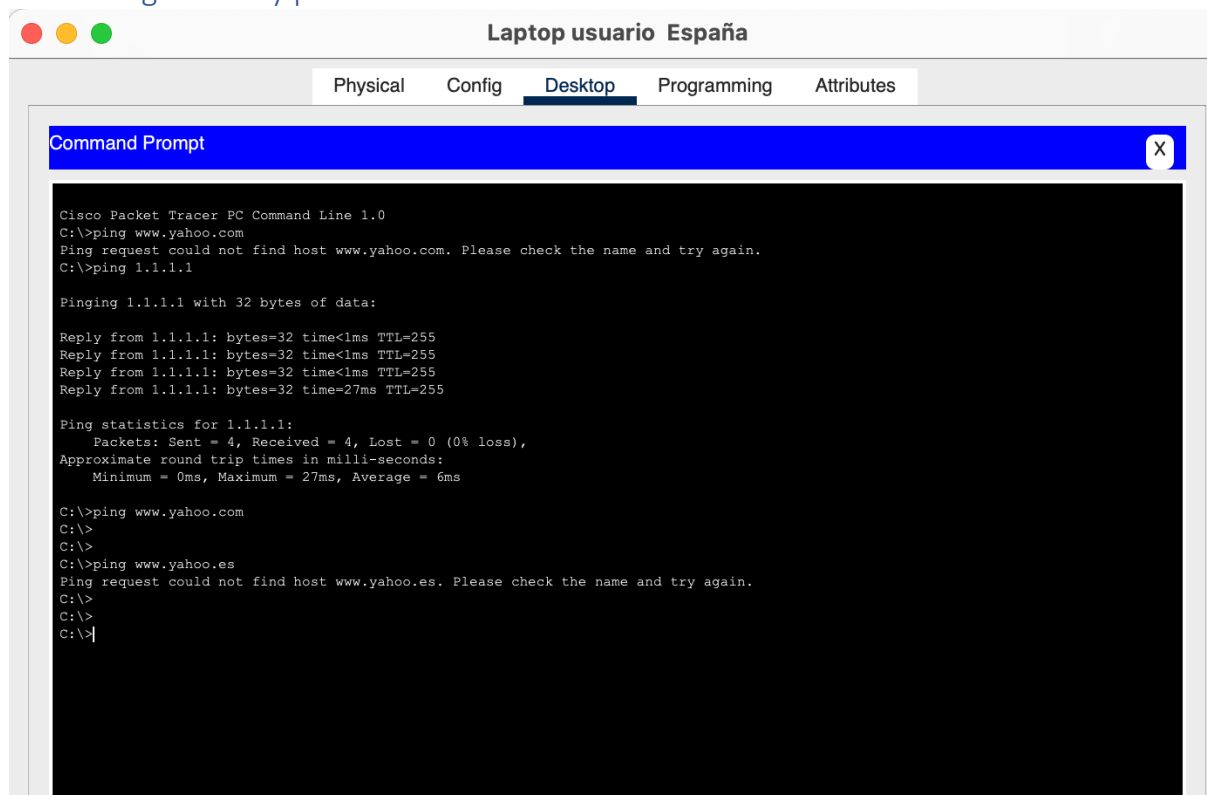 Laptop usuario España
Physical Config Desktop Programming Attributes
Command Prompt
X
Cisco Packet Tracer PC Command Line 1.0
C:\>ping www.yahoo.com
Ping request could not find host www.yahoo.com. Please check the name and try again.
C:\>ping 1.1.1.1
Pinging 1.1.1.1 with 32 bytes of data:
Reply from 1.1.1.1: bytes=32 time<1ms TTL=255
Reply from 1.1.1.1: bytes=32 time<1ms TTL=255
Reply from 1.1.1.1: bytes=32 time<1ms TTL=255
Reply from 1.1.1.1: bytes=32 time=27ms TTL=255
Ping statistics for 1.1.1.1:
Packets: Sent = 4, Received = 4, Lost = 0 (0% loss),
Approximate round trip times in milli-seconds:
Minimum = 0ms, Maximum = 27ms, Average = 6ms
C:\>ping www.yahoo.com
C:\>
C:\>
C:\>ping www.yahoo.es
Ping request could not find host www.yahoo.es. Please check the name and try again.
C:\>
C:\>
C:\>